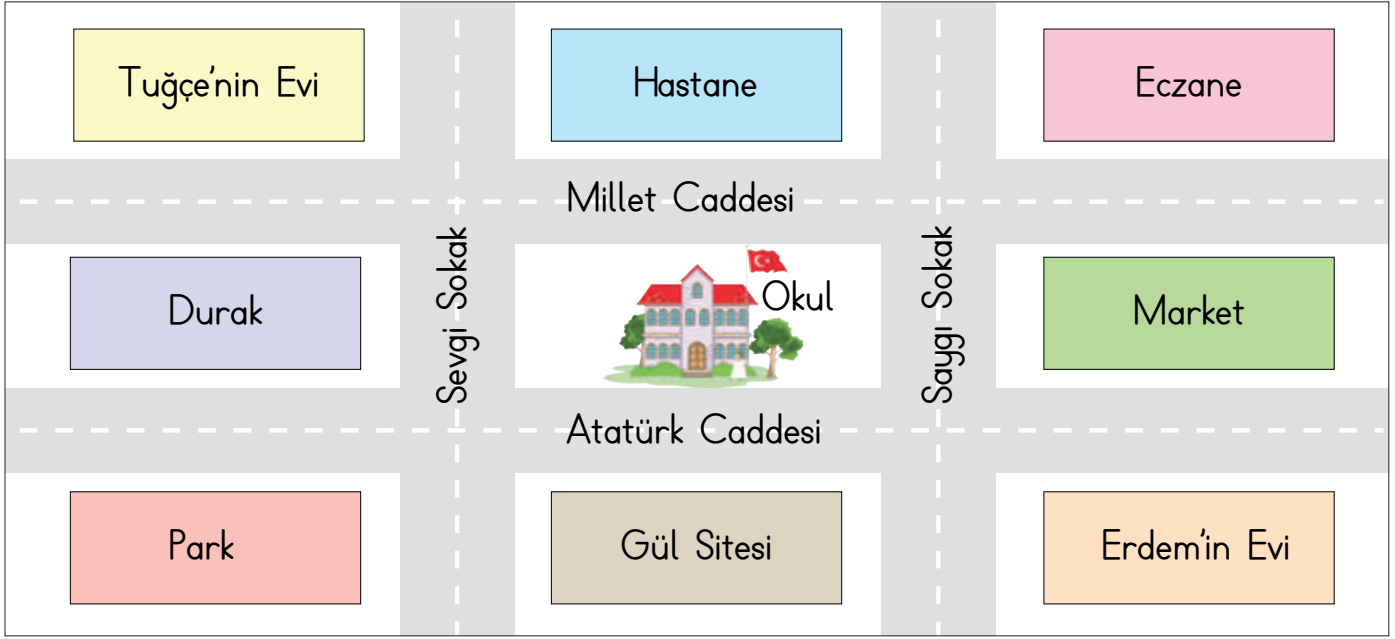 Tuğçe'nin Evi
Hastane
Eczane
Millet Caddesi
Sevgi Sokak
Saygı Sokak
Durak
Okul
Market
Atatürk Caddesi
Park
Gül Sitesi
Erdem'in Evi